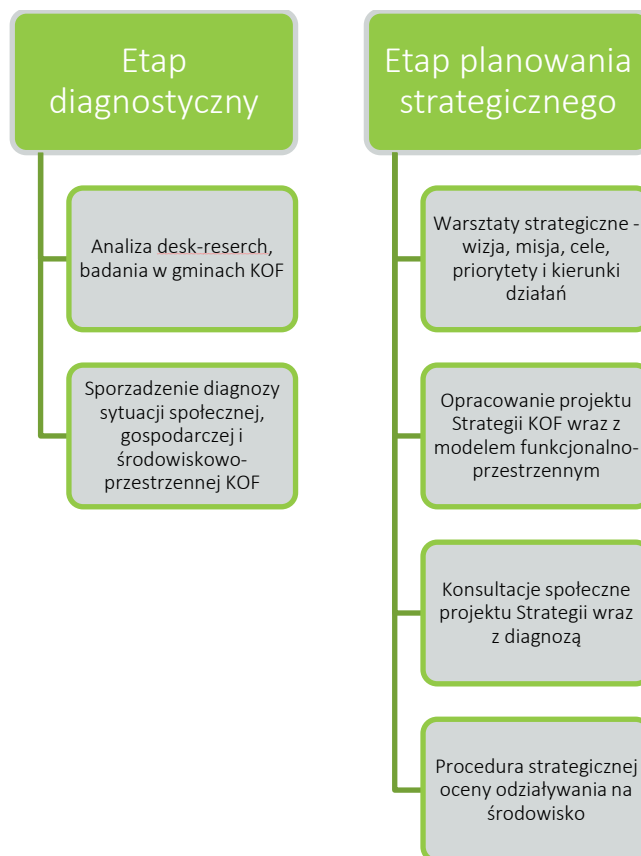 Etap
diagnostyczny
Analiza desk-reserch,
badania w gminach KOF
Sporzadzenie diagnozy
sytuacji społecznej,
gospodarczej i
środowiskowo-
przestrzennej KOF
Etap planowania
strategicznego
Warsztaty strategiczne -
wizja, misja, cele,
priorytety i kierunki
działań
Opracowanie projektu
Strategii KOF wraz z
modelem funkcjonalno-
przestrzennym
Konsultacje społeczne
projektu Strategii wraz
z diagnozą
Procedura strategicznej
oceny odziaływania na
środowisko